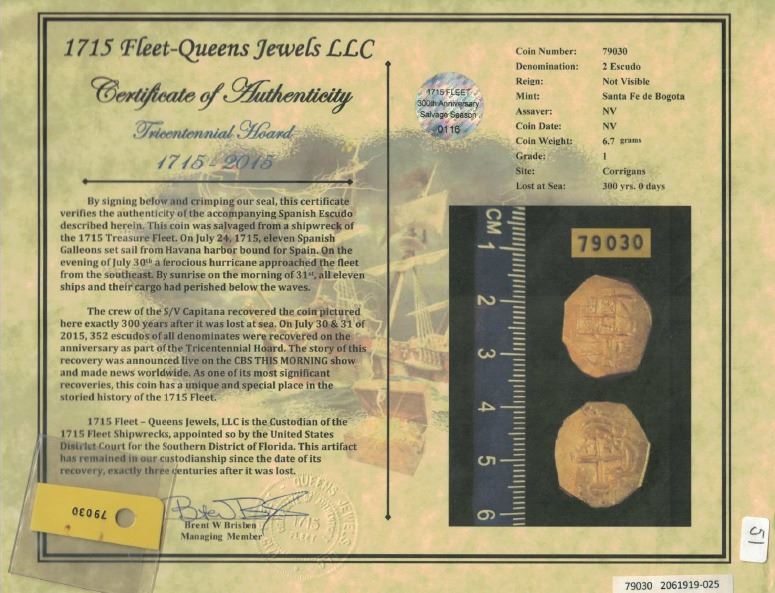 1715 Fleet-Queens Jewels LLC
Certificate of Authenticity
Tricentennial Hoard
1715 - 2015
By signing below and crimping our seal, this certificate
verifies the authenticity of the accompanying Spanish Escudo
described herein. This coin was salvaged from a shipwreck of
the 1715 Treasure Fleet. On July 24, 1715, eleven Spanish
Galleons set sail from Havana harbor bound for Spain. On the
evening of July 30th a ferocious hurricane approached the fleet
from the southeast. By sunrise on the morning of 31st, all eleven
ships and their cargo had perished below the waves.
The crew of the S/V Capitana recovered the coin pictured
here exactly 300 years after it was lost at sea. On July 30 & 31 of
2015, 352 escudos of all denominates were recovered on the
anniversary as part of the Tricentennial Hoard. The story of this
recovery was announced live on the CBS THIS MORNING show
and made news worldwide. As one of its most significant
recoveries, this coin has a unique and special place in the
storied history of the 1715 Fleet.
1715 Fleet – Queens Jewels, LLC is the Custodian of the
1715 Fleet Shipwrecks, appointed so by the United States
District Court for the Southern District of Florida. This artifact
has remained in our custodianship since the date of its
recovery, exactly three centuries after it was lost.
Brent W Brisben
Managing Member
QUEENS JEWELS
1715
79030
1715 FLEET
300th Anniversary
Salvage Season
0116
Coin Number: 79030
Denomination: 2 Escudo
Reign: Not Visible
Mint: Santa Fe de Bogota
Assayer: NV
Coin Date: NV
Coin Weight: 6.7 grams
Grade: 1
Site: Corrigans
Lost at Sea: 300 yrs. 0 days
CM
1
2
3
4
5
6
79030
51
79030 2061919-025